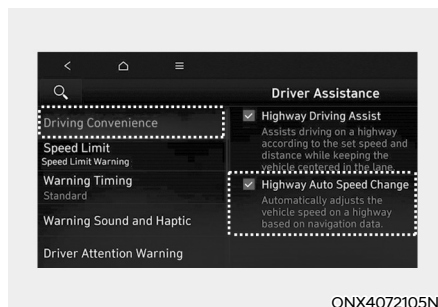 Driver Assistance
Driving Convenience
Speed Limit
Speed Limit Warning
Warning Timing
Standard
Warning Sound and Haptic
Driver Attention Warning
Highway Driving Assist
Assists driving on a highway
according to the set speed and
distance while keeping the
vehicle centered in the lane.
Highway Auto Speed Change
Automatically adjusts the
vehicle speed on a highway
based on navigation data.
ONX4072105N